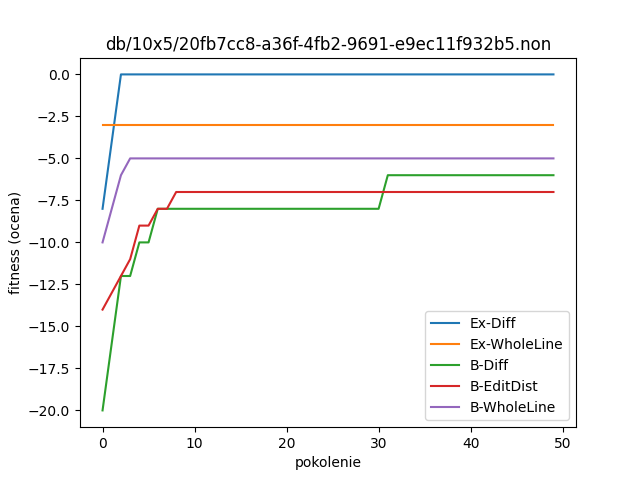 db/10x5/20fb7cc8-a36f-4fb2-9691-e9ec11f932b5.non
0.0
−2.5
−5.0
−7.5
−10.0
−12.5
−15.0
−17.5
−20.0
fitness (ocena)
Ex-Diff
Ex-WholeLine
B-Diff
B-EditDist
B-WholeLine
0 10 20 30 40 50
pokolenie